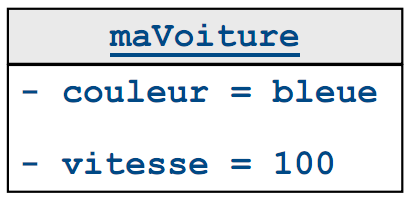 maVoiture
- couleur = bleue
- vitesse = 100